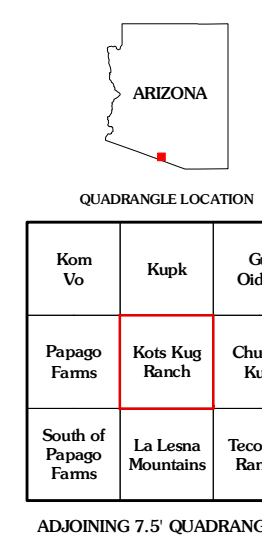 ARIZONA
QUADRANGLE LOCATION
Kom
Vo
Kupk
Papago
Farms
Kots Kug
Ranch
South of
Papago
Farms
La Lesna
Mountains
ADJOINING 7.5'